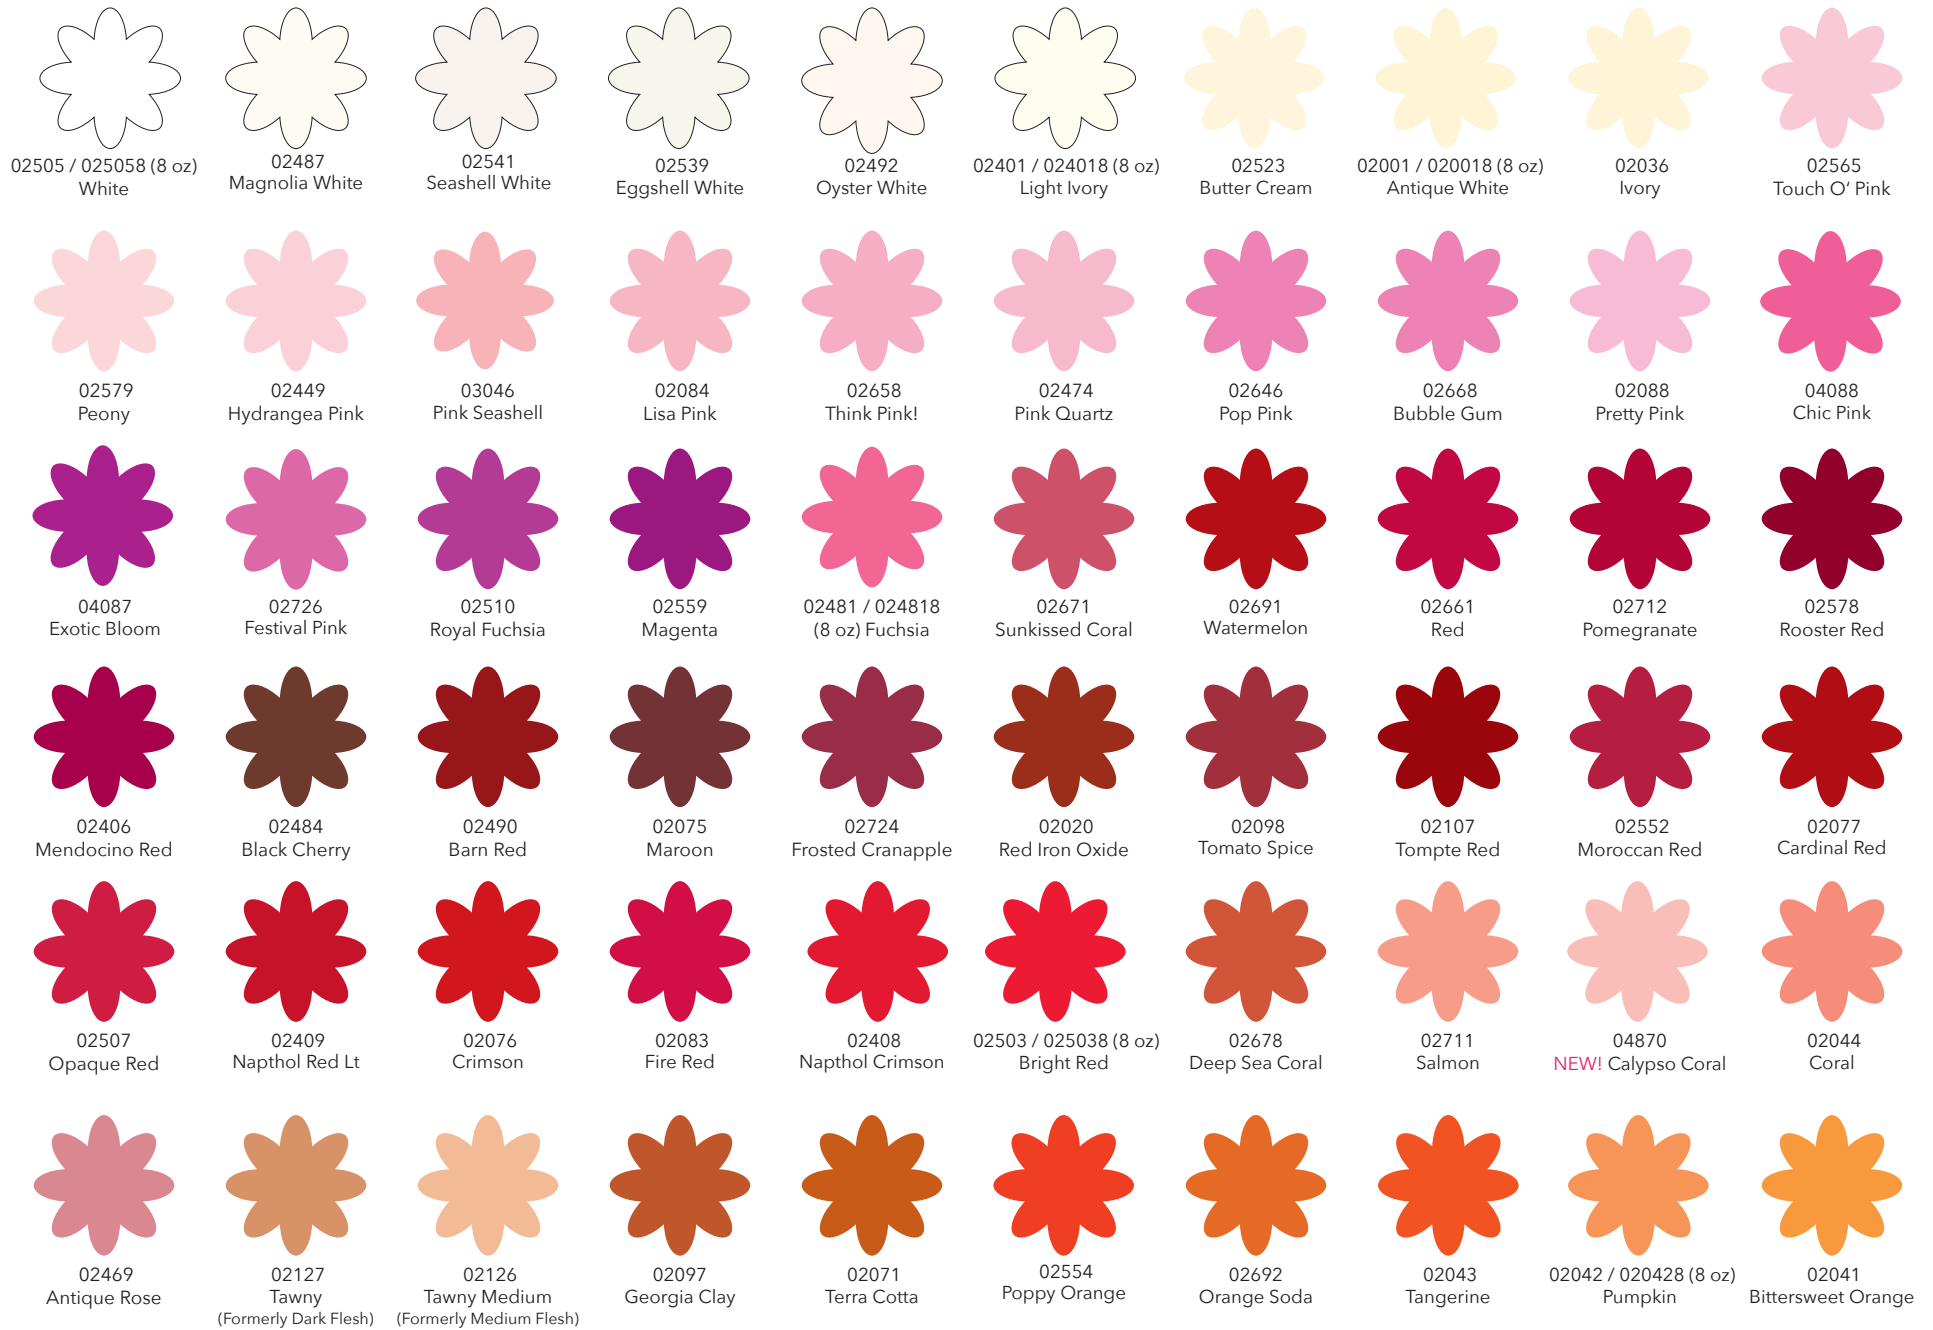 02505 / 025058 (8 oz)
White
02487
Magnolia White
02541
Seashell White
02539
Eggshell White
02492
Oyster White
02401 / 024018 (8 oz)
Light Ivory
02523
Butter Cream
02001 / 020018 (8 oz)
Antique White
02036
Ivory
02565
Touch O’ Pink
02579
Peony
02449
Hydrangea Pink
03046
Pink Seashell
02084
Lisa Pink
02658
Think Pink!
02474
Pink Quartz
02646
Pop Pink
02668
Bubble Gum
02088
Pretty Pink
04088
Chic Pink
04087
Exotic Bloom
02726
Festival Pink
02510
Royal Fuchsia
02559
Magenta
02481 / 024818
(8 oz) Fuchsia
02671
Sunkissed Coral
02691
Watermelon
02661
Red
02712
Pomegranate
02578
Rooster Red
02406
Mendocino Red
02484
Black Cherry
02490
Barn Red
02075
Maroon
02724
Frosted Cranapple
02020
Red Iron Oxide
02098
Tomato Spice
02107
Tompte Red
02552
Moroccan Red
02077
Cardinal Red
02507
Opaque Red
02409
Napthol Red Lt
02076
Crimson
02083
Fire Red
02408
Napthol Crimson
02503 / 025038 (8 oz)
Bright Red
02678
Deep Sea Coral
02711
Salmon
04870
NEW! Calypso Coral
02044
Coral
02469
Antique Rose
02127
Tawny
(Formerly Dark Flesh)
02126
Tawny Medium
(Formerly Medium Flesh)
02097
Georgia Clay
02071
Terra Cotta
02554
Poppy Orange
02692
Orange Soda
02043
Tangerine
02042 / 020428 (8 oz)
Pumpkin
02041
Bittersweet Orange